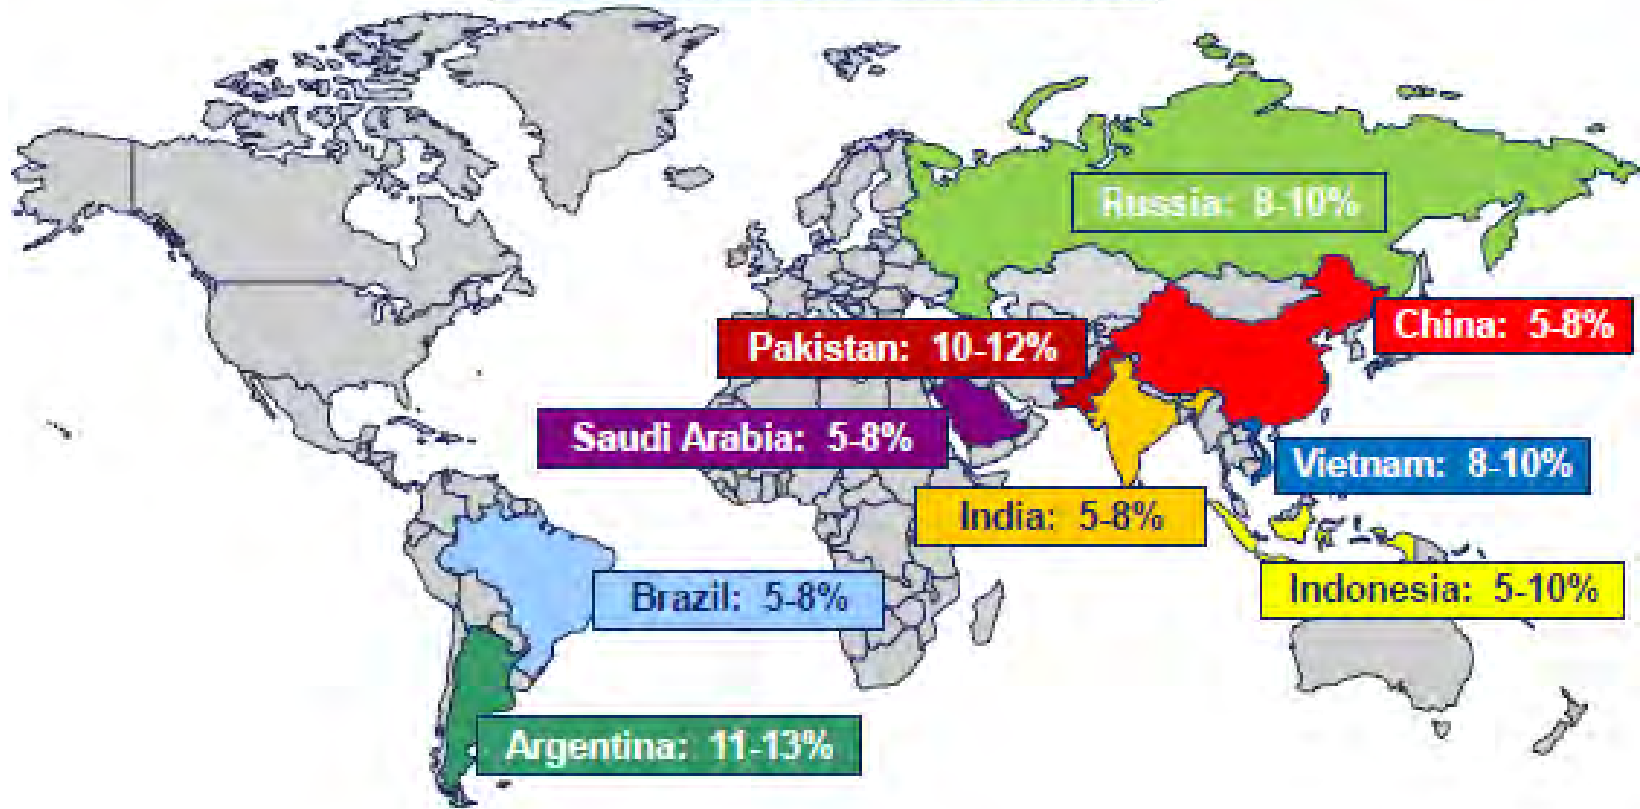 Russia: 8-10%
China: 5-8%
Pakistan: 10-12%
Saudi Arabia: 5-8%
Vietnam: 8-10%
India: 5-8%
Brazil: 5-8%
Indonesia: 5-10%
Argentina: 11-13%